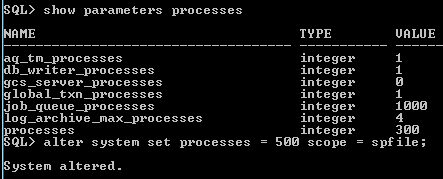 SQL> show parameters processes
NAME TYPE VALUE
------------------------------------ ----------- ------
aq_tm_processes integer 1
db_writer_processes integer 1
gcs_server_processes integer 0
global_txn_processes integer 1
job_queue_processes integer 1000
log_archive_max_processes integer 4
processes integer 300
SQL> alter system set processes = 500 scope = spfile;
System altered.